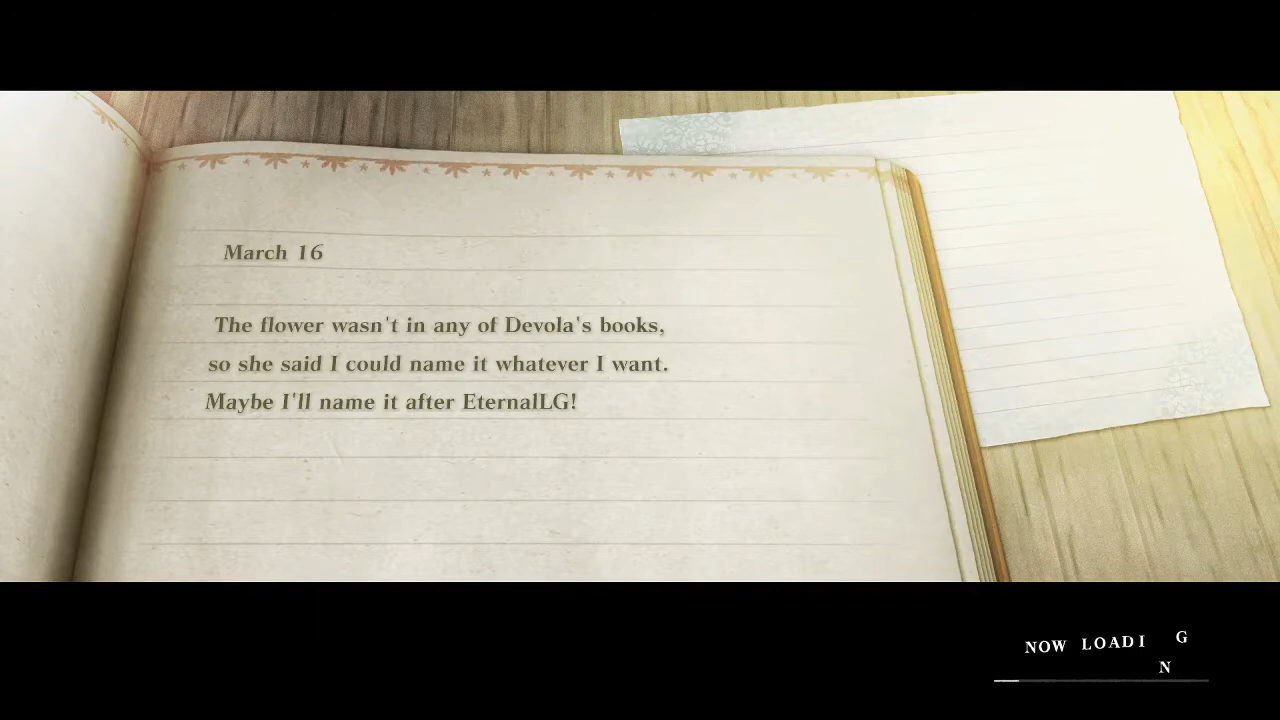 March 16
The flower wasn't in any of Devola's books,
so she said I could name it whatever I want.
Maybe I'll name it after EternalLG!
NOW LOADING